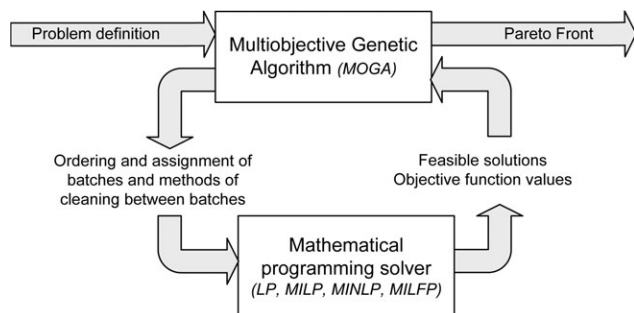 Problem definition
Multiobjective Genetic
Algorithm (MOGA)
Pareto Front
Ordering and assignment of
batches and methods of
cleaning between batches
Feasible solutions
Objective function values
Mathematical
programming solver
(LP, MILP, MINLP, MILFP)